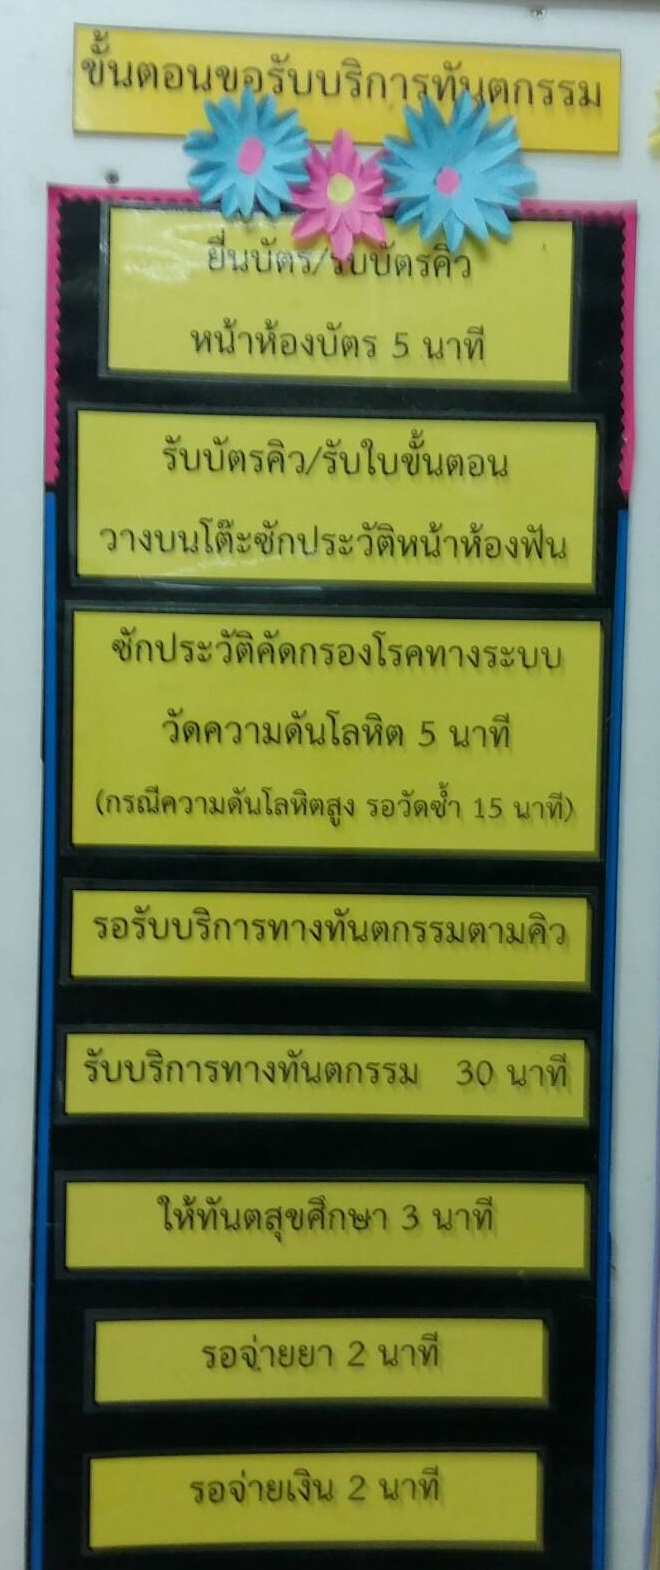 ขั้นตอนขอรับบริการทันตกรรม
ยื่นบัตร/รับบัตรคิว
หน้าห้องบัตร 5 นาที
รับบัตรคิว/รับใบขั้นตอน
วางบนโต๊ะซักประวัติหน้าห้องฟัน
ซักประวัติคัดกรองโรคทางระบบ
วัดความดันโลหิต 5 นาที
(กรณีความดันโลหิตสูง รอวัดซ้ำ 15 นาที)
รอรับบริการทางทันตกรรมตามคิว
รับบริการทางทันตกรรม 30 นาที
ให้ทันตสุขศึกษา 3 นาที
รอจ่ายยา 2 นาที
รอจ่ายเงิน 2 นาที